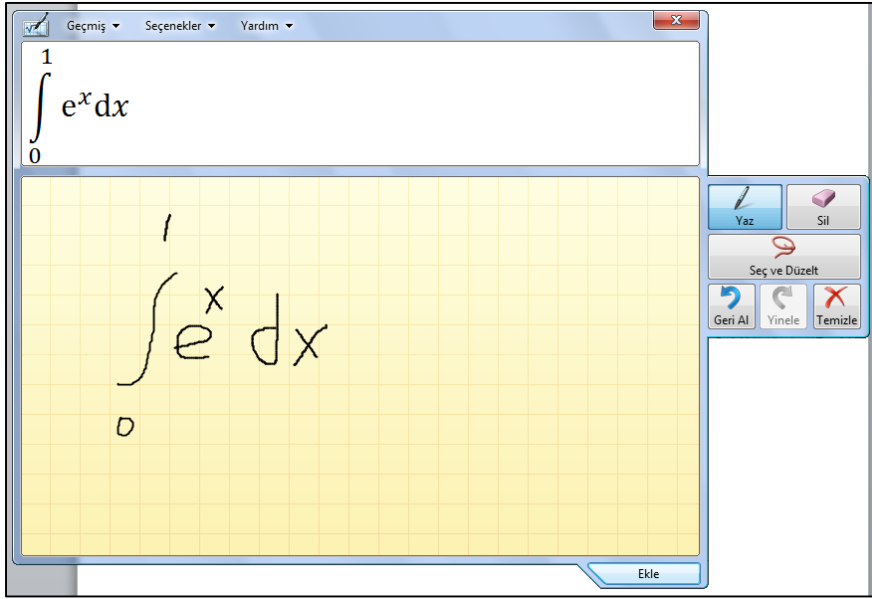 Geçmiş Seçenekler Yardım
1
∫ eˣdx
0
1
∫ eˣ dx
0
Yaz Sil
Seç ve Düzelt
Geri Al Yinele Temizle
Ekle